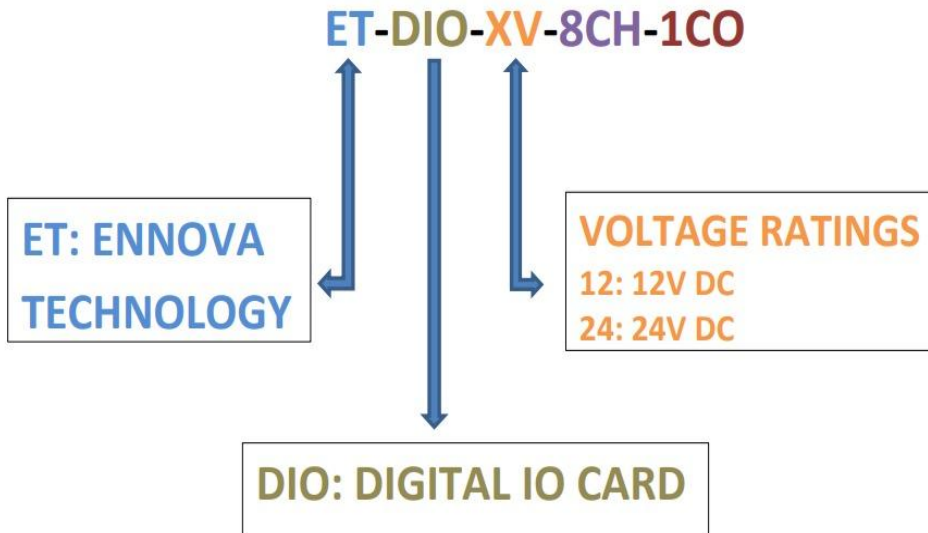 ET-DIO-XV-8CH-1CO
ET: ENNOVA
TECHNOLOGY
VOLTAGE RATINGS
12: 12V DC
24: 24V DC
DIO: DIGITAL IO CARD